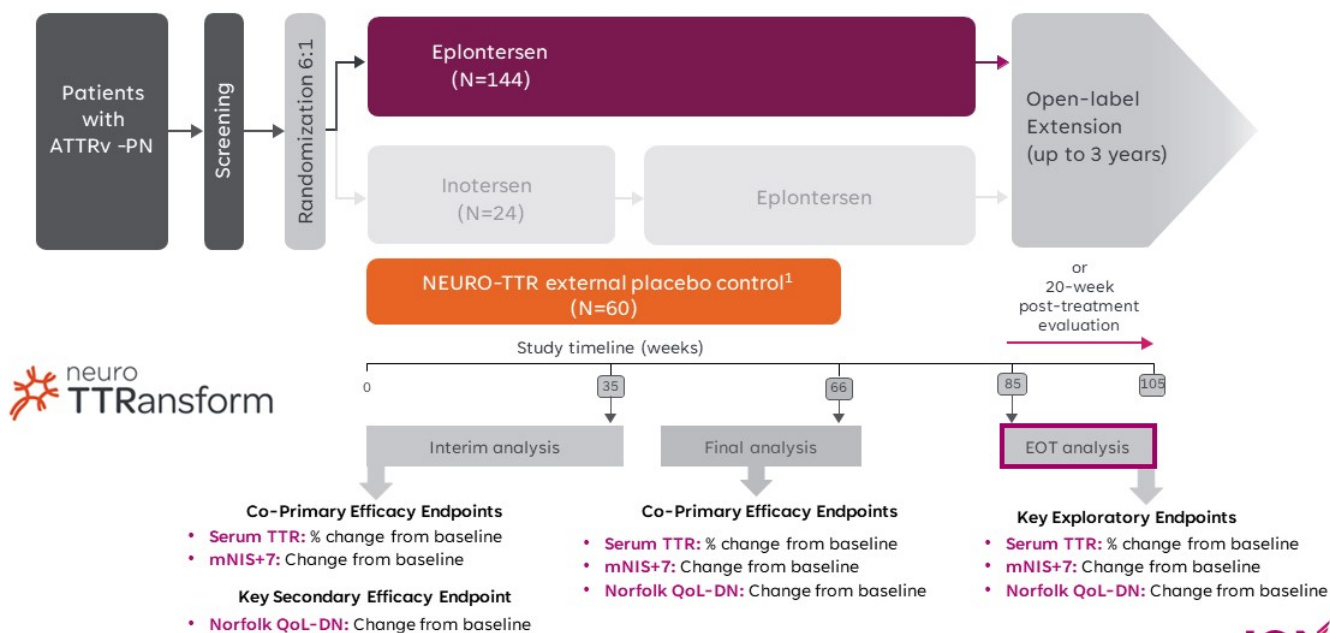 Patients
with
ATTRv -PN
Screening
Randomization 6:1
Eplontersen
(N=144)
Inotersen
(N=24)
Eplontersen
Open-label
Extension
(up to 3 years)
NEURO-TTR external placebo control1
(N=60)
or
20-week
post-treatment
evaluation
Study timeline (weeks)
0
35
66
85
105
neuro
TTRansform
Interim analysis
Final analysis
EOT analysis
Co-Primary Efficacy Endpoints
• Serum TTR: % change from baseline
• mNIS+7: Change from baseline
Key Secondary Efficacy Endpoint
• Norfolk QoL-DN: Change from baseline
Co-Primary Efficacy Endpoints
• Serum TTR: % change from baseline
• mNIS+7: Change from baseline
• Norfolk QoL-DN: Change from baseline
Key Exploratory Endpoints
• Serum TTR: % change from baseline
• mNIS+7: Change from baseline
• Norfolk QoL-DN: Change from baseline